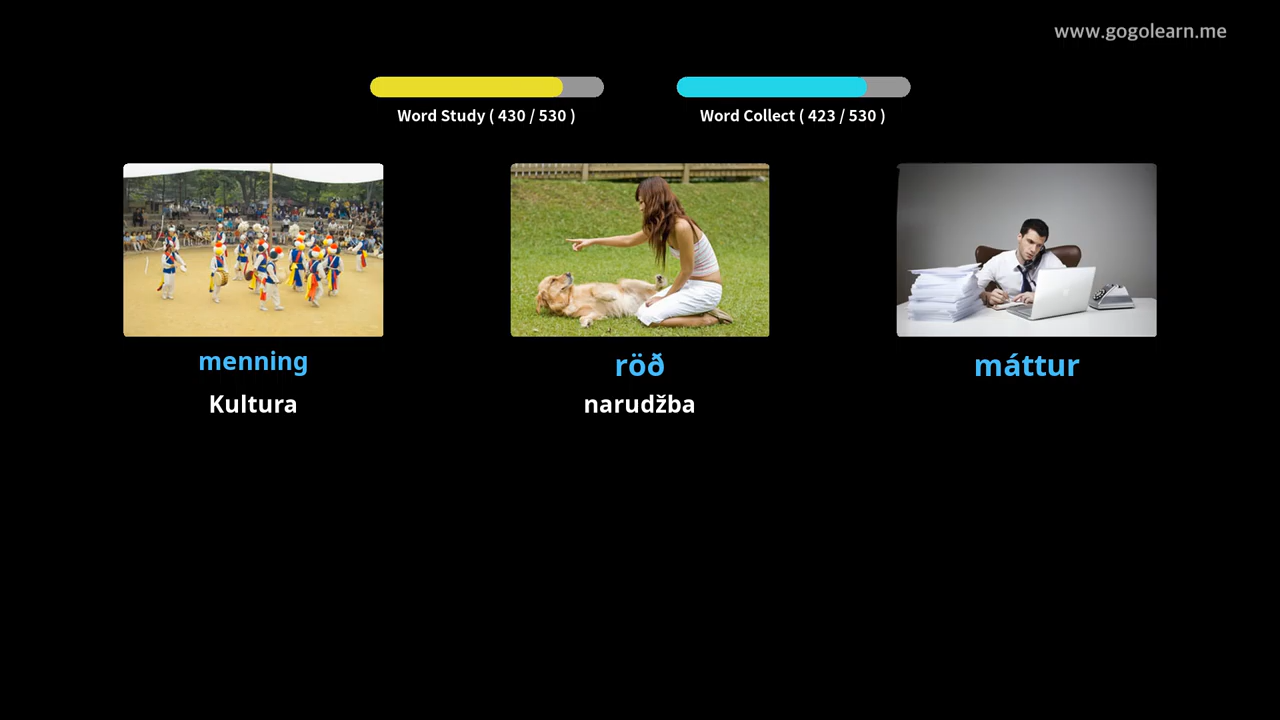 www.gogolearn.me
Word Study ( 430 / 530 )
Word Collect ( 423 / 530 )
menning
Kultura
röð
narudžba
máttur